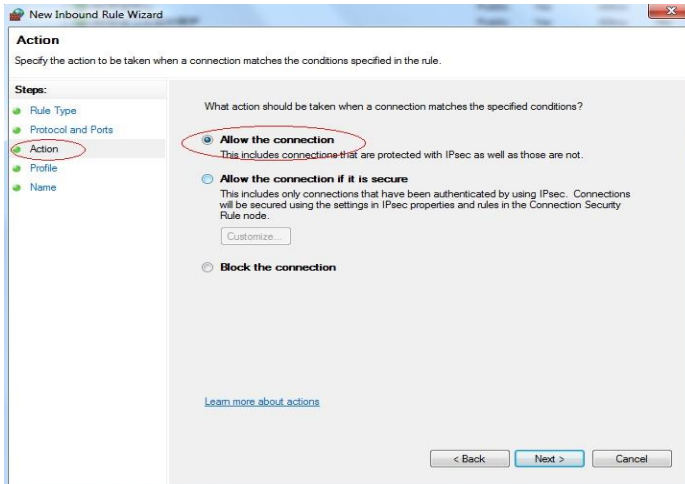 New Inbound Rule Wizard
Action
Specify the action to be taken when a connection matches the conditions specified in the rule.
Steps:
Rule Type
Protocol and Ports
Action
Profile
Name
What action should be taken when a connection matches the specified conditions?
Allow the connection
This includes connections that are protected with IPsec as well as those are not.
Allow the connection if it is secure
This includes only connections that have been authenticated by using IPsec. Connections
will be secured using the settings in IPsec properties and rules in the Connection Security
Rule node.
Customize...
Block the connection
Learn more about actions
< Back
Next >
Cancel